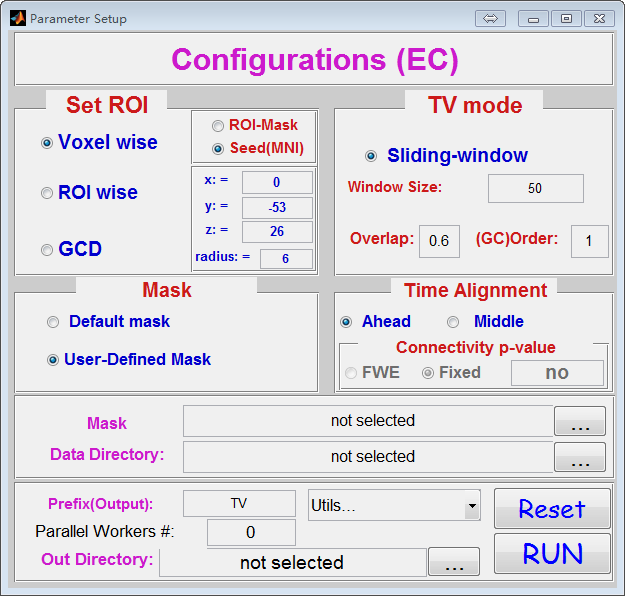 Parameter Setup
Configurations (EC)
Set ROI
Voxel wise
ROI wise
GCD
ROI-Mask
Seed(MNI)
x: = 0
y: = -53
z: = 26
radius: = 6
TV mode
Sliding-window
Window Size: 50
Overlap: 0.6 (GC)Order: 1
Mask
Default mask
User-Defined Mask
Time Alignment
Ahead Middle
Connectivity p-value
FWE Fixed no
Mask not selected ...
Data Directory: not selected ...
Prefix(Output): TV Utils... Reset
Parallel Workers #: 0 RUN
Out Directory: not selected ...